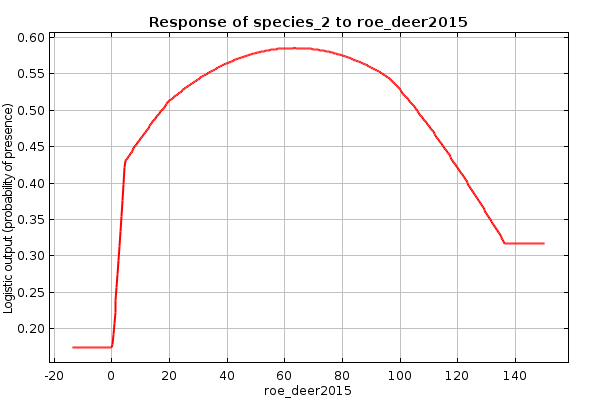 Response of species_2 to roe_deer2015
Logistic output (probability of presence)
0.60
0.55
0.50
0.45
0.40
0.35
0.30
0.25
0.20
-20 0 20 40 60 80 100 120 140
roe_deer2015